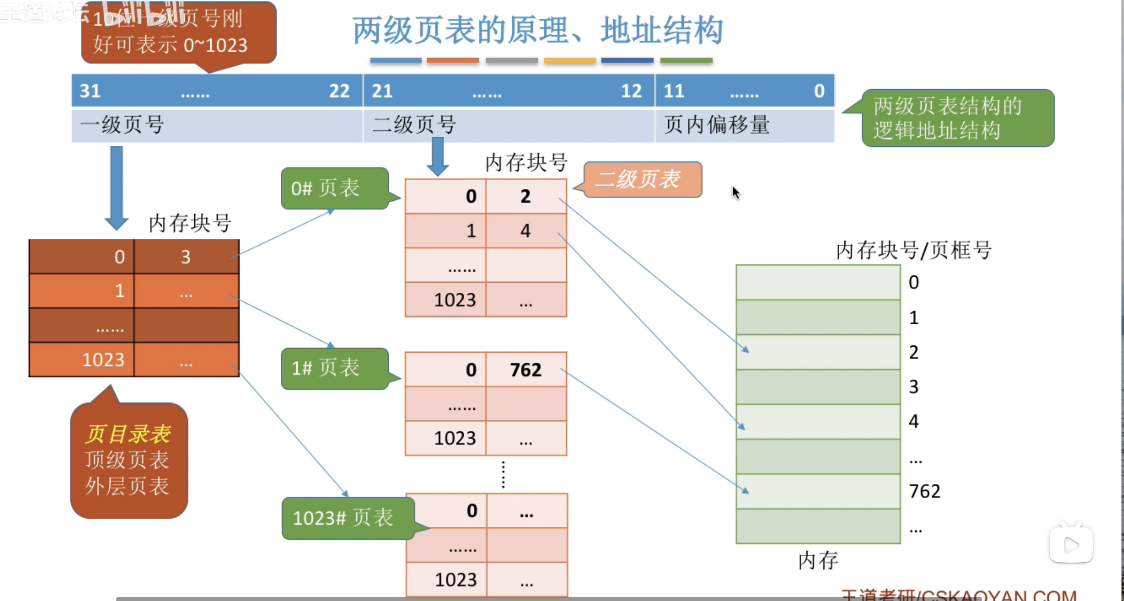 王道论坛 bilibili
10位一级页号刚
好可表示 0~1023
两级页表的原理、地址结构
31 …… 22 21 …… 12 11 …… 0
一级页号 二级页号 页内偏移量
两级页表结构的
逻辑地址结构
内存块号
0 3
1 …
……
1023 …
页目录表
顶级页表
外层页表
0# 页表
内存块号
二级页表
0 2
1 4
……
1023 …
1# 页表
0 762
……
1023 …
……
1023# 页表
0 …
……
1023 …
内存块号/页框号
0
1
2
3
4
…
762
…
内存
王道考研/CSKAOYAN.COM